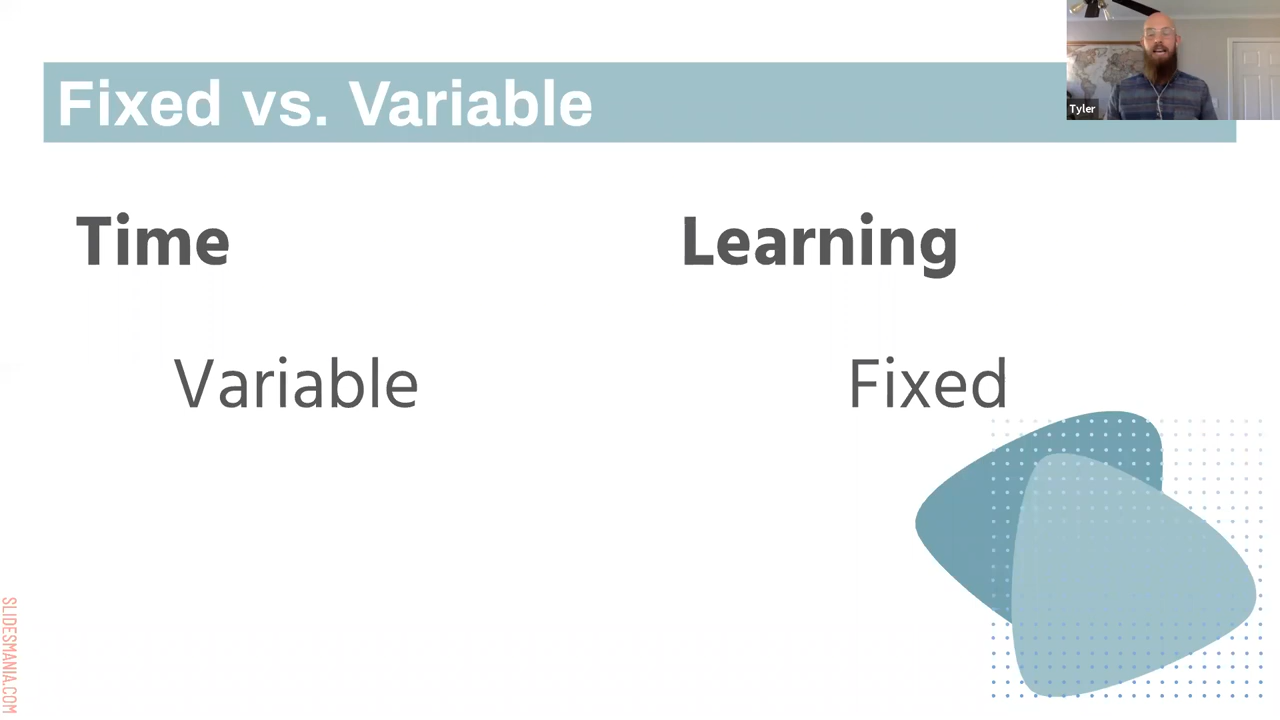 Fixed vs. Variable
Tyler
Time
Learning
Variable
Fixed
SLIDESMANIA.COM